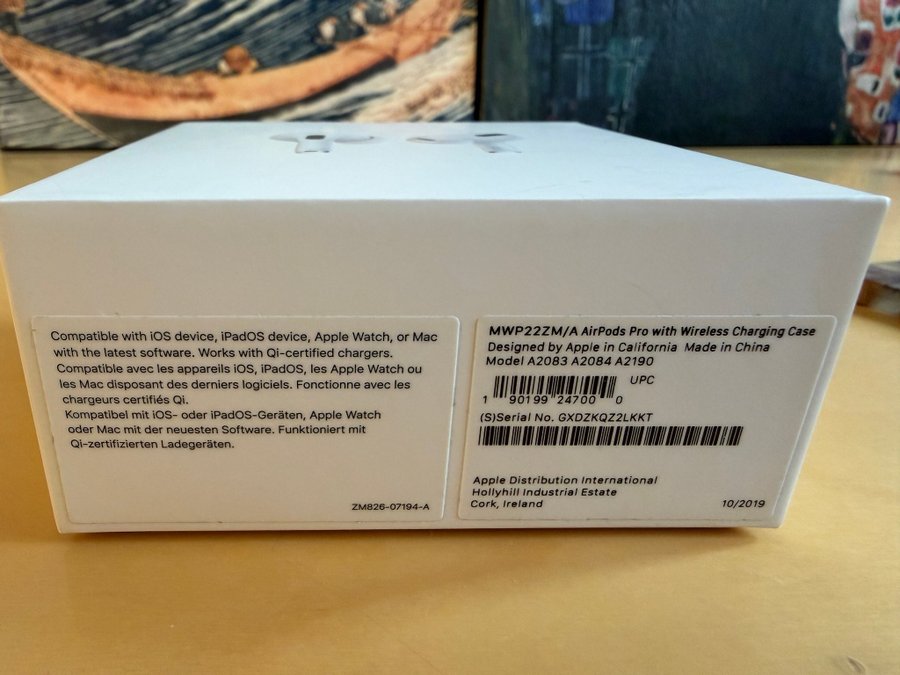 Compatible with iOS device, iPadOS device, Apple Watch, or Mac
with the latest software. Works with Qi-certified chargers.
Compatible avec les appareils iOS, iPadOS, les Apple Watch ou
les Mac disposant des derniers logiciels. Fonctionne avec les
chargeurs certifiés Qi.
Kompatibel mit iOS- oder iPadOS-Geräten, Apple Watch
oder Mac mit der neuesten Software. Funktioniert mit
Qi-zertifizierten Ladegeräten.
ZM826-07194-A
MWP22ZM/A AirPods Pro with Wireless Charging Case
Designed by Apple in California Made in China
Model A2083 A2084 A2190
UPC
1 90199 24700 0
(S)Serial No. GXDZKQZ2LKKT
Apple Distribution International
Hollyhill Industrial Estate
Cork, Ireland
10/2019